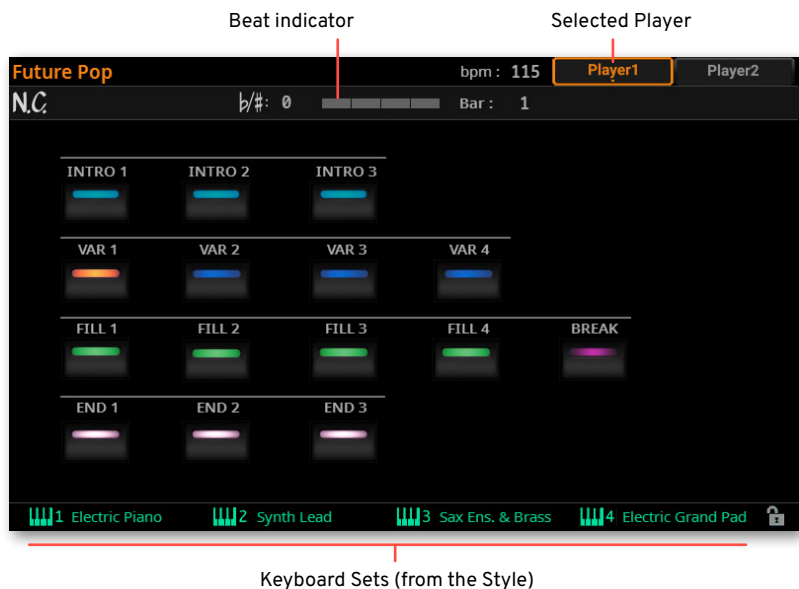 Beat indicator Selected Player
Future Pop bpm : 115 Player1 Player2
N.C. b/#: 0 Bar : 1
INTRO 1 INTRO 2 INTRO 3
VAR 1 VAR 2 VAR 3 VAR 4
FILL 1 FILL 2 FILL 3 FILL 4 BREAK
END 1 END 2 END 3
1 Electric Piano 2 Synth Lead 3 Sax Ens. & Brass 4 Electric Grand Pad
Keyboard Sets (from the Style)